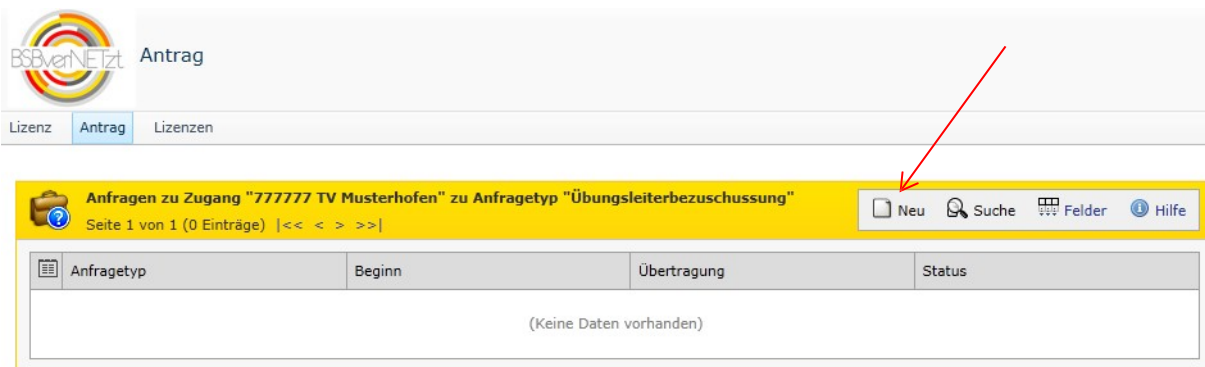 BSBverNETzt Antrag
Lizenz Antrag Lizenzen
Anfragen zu Zugang "777777 TV Musterhofen" zu Anfragetyp "Übungsleiterbezuschussung"
Seite 1 von 1 (0 Einträge) |<< < > >>|
Neu Suche Felder Hilfe
Anfragetyp Beginn Übertragung Status
(Keine Daten vorhanden)